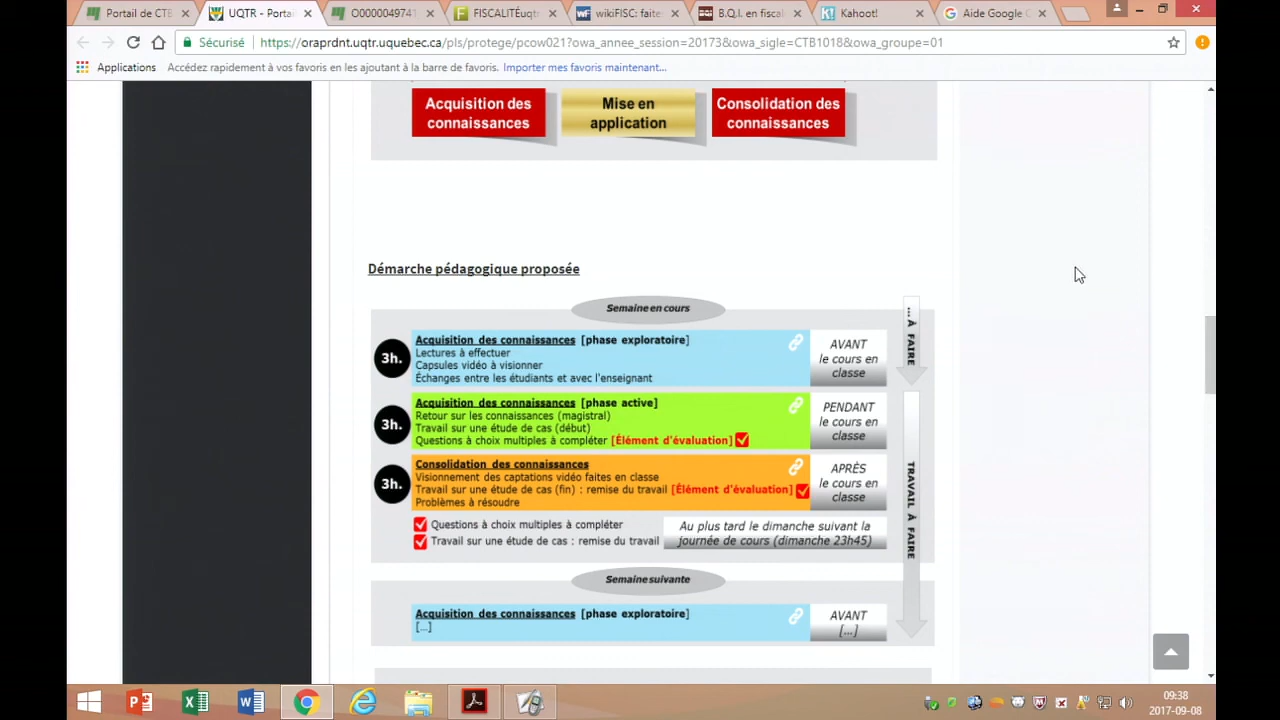 Portail de CTB
UQTR - Portai
O0000049741
FISCALITÉuqtr
wikiFISC: faite
B.Q.I. en fiscal
Kahoot!
Aide Google C
Sécurisé
https://oraprdnt.uqtr.uquebec.ca/pls/protege/pcow021?owa_annee_session=20173&owa_sigle=CTB1018&owa_groupe=01
Applications
Accédez rapidement à vos favoris en les ajoutant à la barre de favoris. Importer mes favoris maintenant...
Acquisition des
connaissances
Mise en
application
Consolidation des
connaissances
Démarche pédagogique proposée
Semaine en cours
... À FAIRE
3h.
Acquisition des connaissances [phase exploratoire]
Lectures à effectuer
Capsules vidéo à visionner
Échanges entre les étudiants et avec l'enseignant
AVANT
le cours en
classe
3h.
Acquisition des connaissances [phase active]
Retour sur les connaissances (magistral)
Travail sur une étude de cas (début)
Questions à choix multiples à compléter [Élément d'évaluation]
PENDANT
le cours en
classe
TRAVAIL À FAIRE
3h.
Consolidation des connaissances
Visionnement des captations vidéo faites en classe
Travail sur une étude de cas (fin) : remise du travail [Élément d'évaluation]
Problèmes à résoudre
APRÈS
le cours en
classe
Questions à choix multiples à compléter
Travail sur une étude de cas : remise du travail
Au plus tard le dimanche suivant la
journée de cours (dimanche 23h45)
Semaine suivante
Acquisition des connaissances [phase exploratoire]
[...]
AVANT
[...]
09:38
2017-09-08